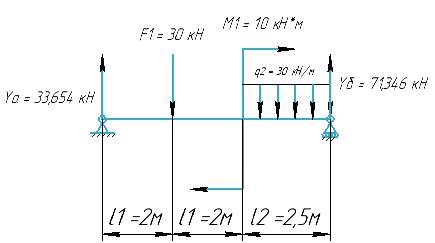 M1 = 10 кН*м
F1 = 30 кН
q2 = 30 кН/м
Ya = 33,654 кН
Yб = 71,346 кН
l1 =2м
l1 =2м
l2 =2,5м